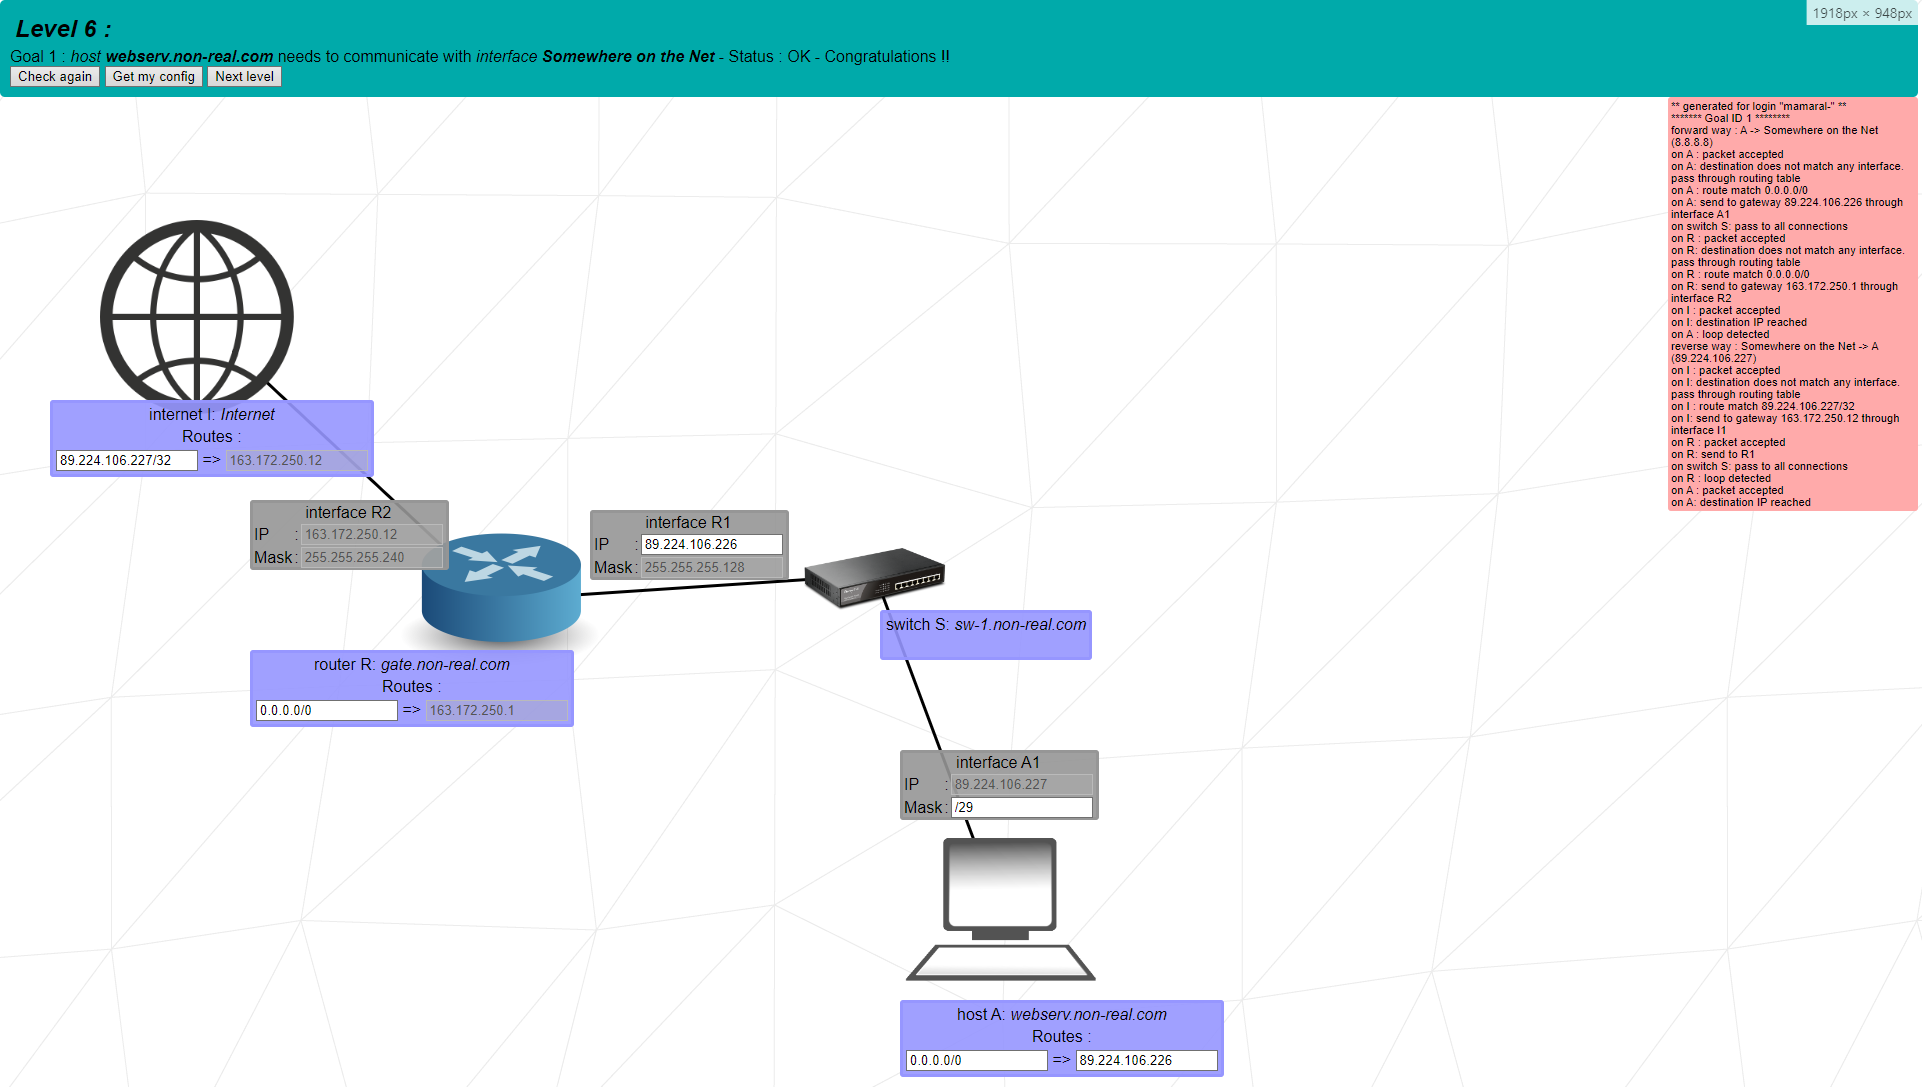 Level 6 :
1918px × 948px
Goal 1 : host webserv.non-real.com needs to communicate with interface Somewhere on the Net - Status : OK - Congratulations !!
Check again Get my config Next level
** generated for login "mamaral-" **
******* Goal ID 1 ********
forward way : A -> Somewhere on the Net
(8.8.8.8)
on A : packet accepted
on A: destination does not match any interface.
pass through routing table
on A : route match 0.0.0.0/0
on A: send to gateway 89.224.106.226 through
interface A1
on switch S: pass to all connections
on R : packet accepted
on R: destination does not match any interface.
pass through routing table
on R : route match 0.0.0.0/0
on R: send to gateway 163.172.250.1 through
interface R2
on I : packet accepted
on I: destination IP reached
on A : loop detected
reverse way : Somewhere on the Net -> A
(89.224.106.227)
on I : packet accepted
on I: destination does not match any interface.
pass through routing table
on I : route match 89.224.106.227/32
on I: send to gateway 163.172.250.12 through
interface I1
on R : packet accepted
on R: send to R1
on switch S: pass to all connections
on R : loop detected
on A : packet accepted
on A: destination IP reached
internet I: Internet
Routes :
89.224.106.227/32 => 163.172.250.12
interface R2
IP : 163.172.250.12
Mask : 255.255.255.240
interface R1
IP : 89.224.106.226
Mask : 255.255.255.128
switch S: sw-1.non-real.com
router R: gate.non-real.com
Routes :
0.0.0.0/0 => 163.172.250.1
interface A1
IP : 89.224.106.227
Mask : /29
host A: webserv.non-real.com
Routes :
0.0.0.0/0 => 89.224.106.226